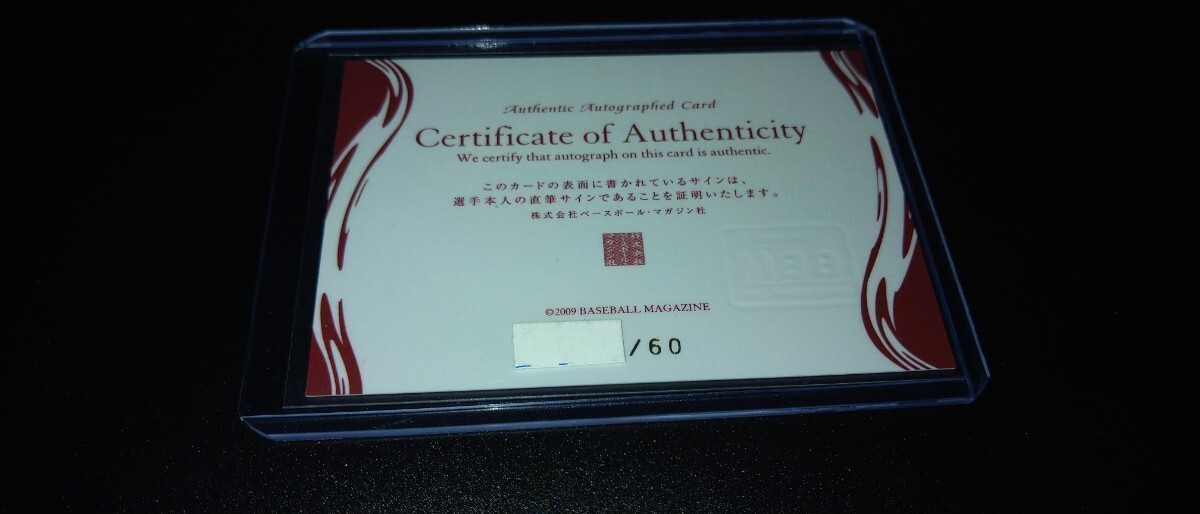 Authentic Autographed Card
Certificate of Authenticity
We certify that autograph on this card is authentic.
このカードの表面に書かれているサインは、
選手本人の直筆サインであることを証明いたします。
株式会社ベースボール・マガジン社
©2009 BASEBALL MAGAZINE
/60